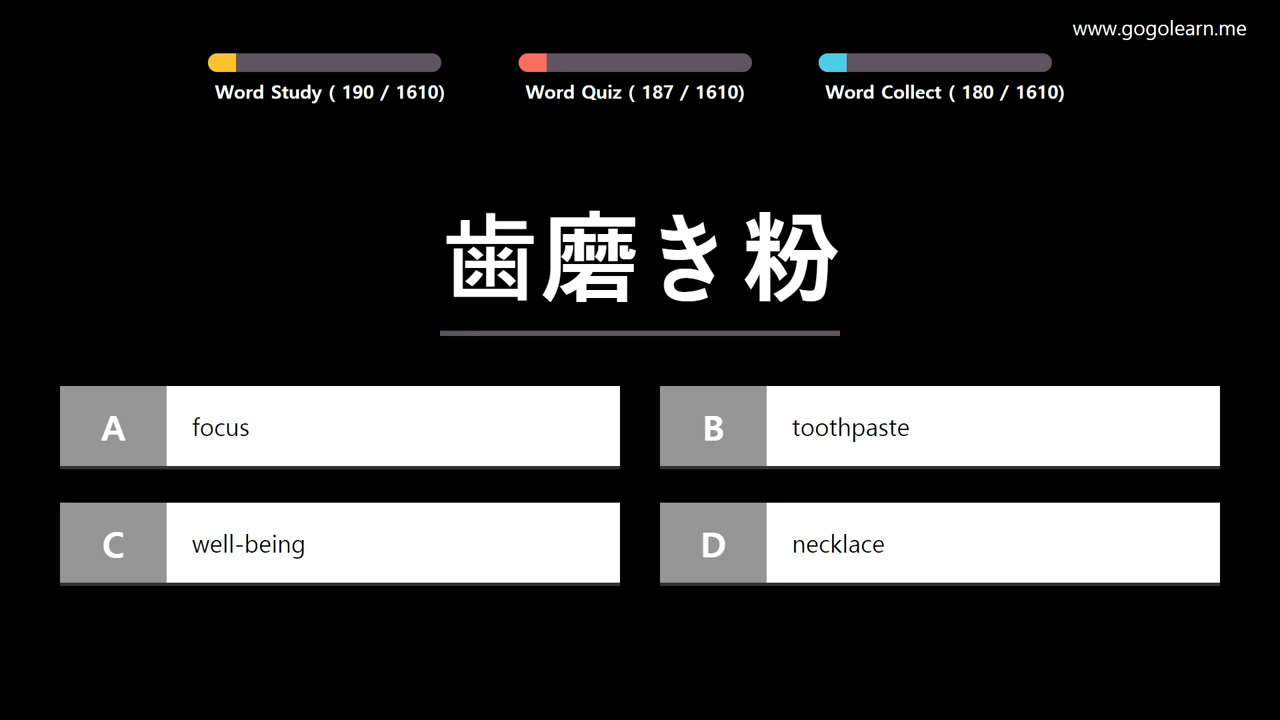 www.gogolearn.me
Word Study ( 190 / 1610)
Word Quiz ( 187 / 1610)
Word Collect ( 180 / 1610)
歯磨き粉
A focus
B toothpaste
C well-being
D necklace